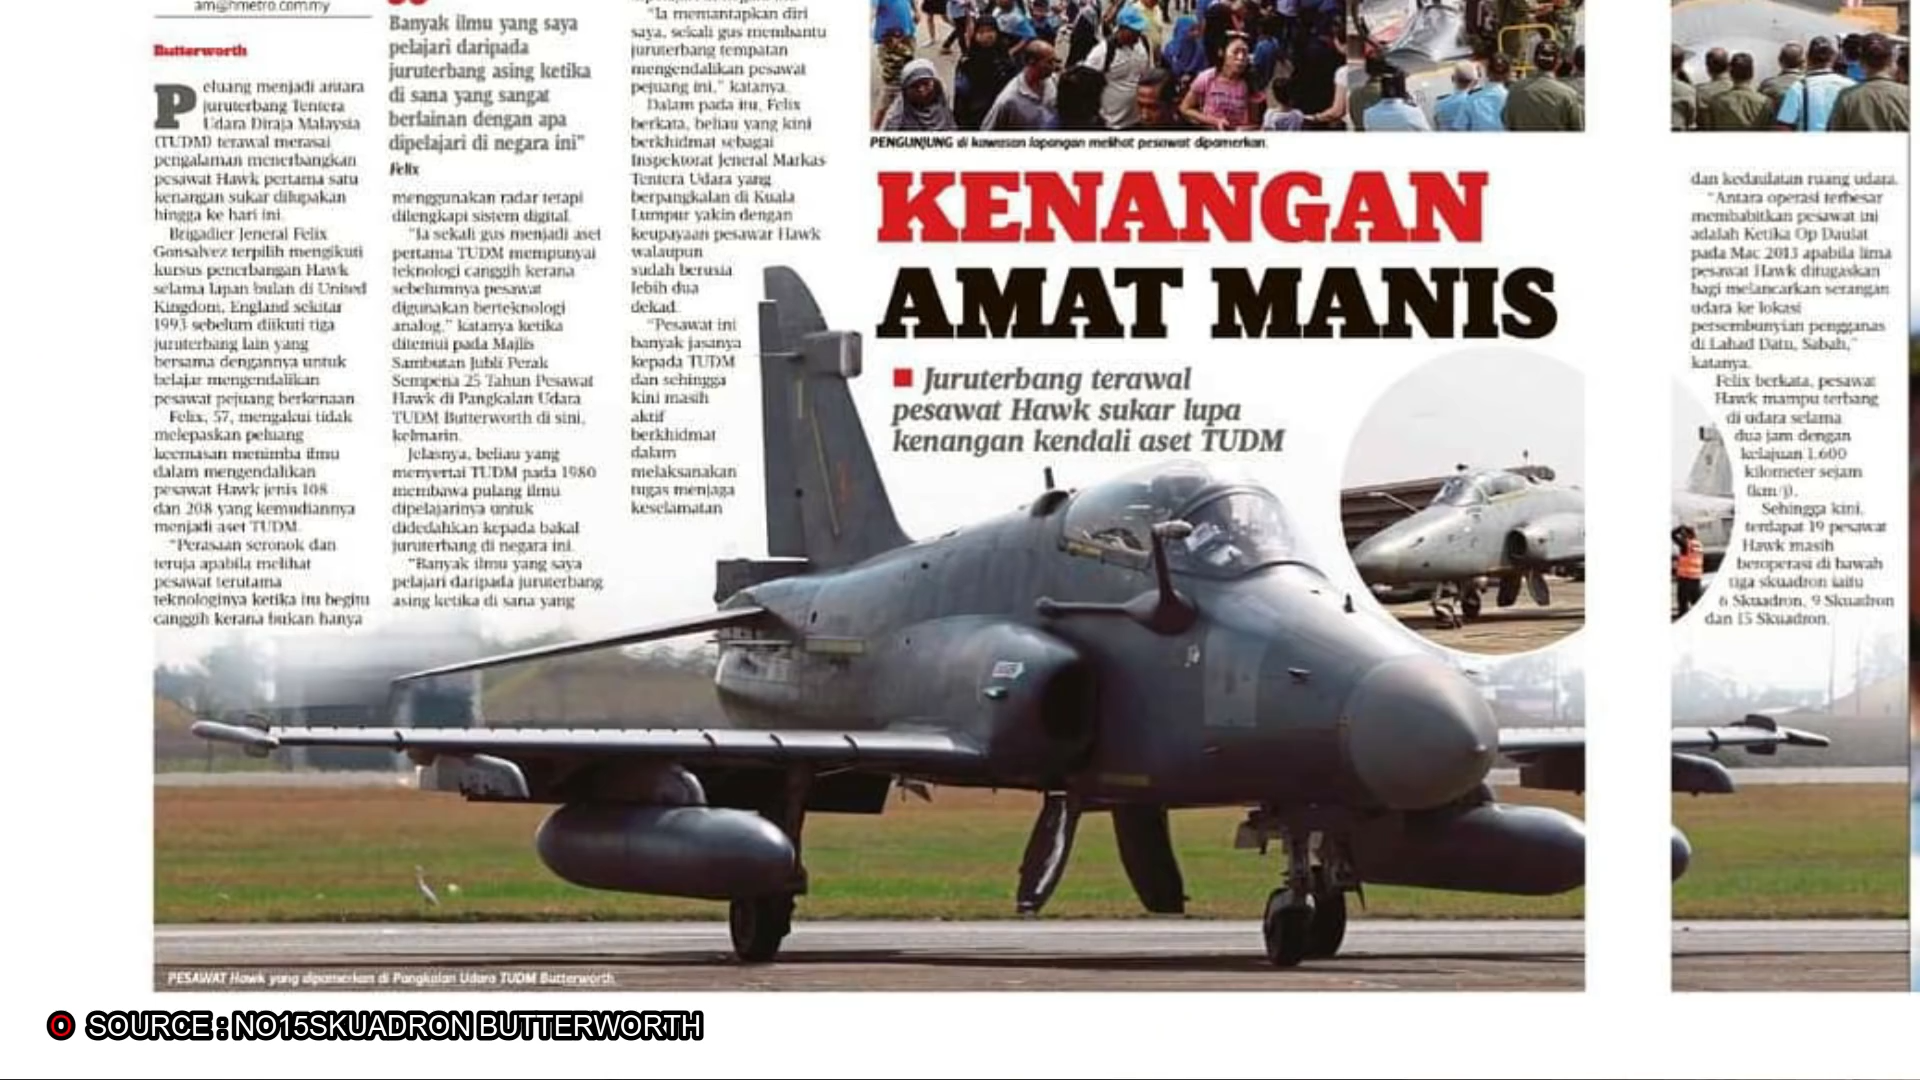 am@hmetro.com.my
Butterworth
Peluang menjadi antara
juruterbang Tentera
Udara Diraja Malaysia
(TUDM) terawal merasai
pengalaman menerbangkan
pesawat Hawk pertama satu
kenangan sukar dilupakan
hingga ke hari ini.
Brigadier Jeneral Felix
Gonsalvez terpilih mengikuti
kursus penerbangan Hawk
selama lapan bulan di United
Kingdom, England sekitar
1993 sebelum diikuti tiga
juruterbang lain yang
bersama dengannya untuk
belajar mengendalikan
pesawat pejuang berkenaan.
Felix, 57, mengakui tidak
melepaskan peluang
keemasan menimba ilmu
dalam mengendalikan
pesawat Hawk jenis 108
dan 208 yang kemudiannya
menjadi aset TUDM.
"Perasaan seronok dan
teruja apabila melihat
pesawat terutama
teknologinya ketika itu begitu
canggih kerana bukan hanya
Banyak ilmu yang saya
pelajari daripada
juruterbang asing ketika
di sana yang sangat
berlainan dengan apa
dipelajari di negara ini"
Felix
menggunakan radar tetapi
dilengkapi sistem digital.
"Ia sekali gus menjadi aset
pertama TUDM mempunyai
teknologi canggih kerana
sebelumnya pesawat
digunakan berteknologi
analog," katanya ketika
ditemui pada Majlis
Sambutan Jubli Perak
Sempena 25 Tahun Pesawat
Hawk di Pangkalan Udara
TUDM Butterworth di sini,
kelmarin.
Jelasnya, beliau yang
menyertai TUDM pada 1980
membawa pulang ilmu
dipelajarinya untuk
didedahkan kepada bakal
juruterbang di negara ini.
"Banyak ilmu yang saya
pelajari daripada juruterbang
asing ketika di sana yang
"Ia memantapkan diri
saya, sekali gus membantu
juruterbang tempatan
mengendalikan pesawat
pejuang ini," katanya.
Dalam pada itu, Felix
berkata, beliau yang kini
berkhidmat sebagai
Inspektorat Jeneral Markas
Tentera Udara yang
berpangkalan di Kuala
Lumpur yakin dengan
keupayaan pesawat Hawk
walaupun
sudah berusia
lebih dua
dekad.
"Pesawat ini
banyak jasanya
kepada TUDM
dan sehingga
kini masih
aktif
berkhidmat
dalam
melaksanakan
tugas menjaga
keselamatan
PENGUNJUNG di kawasan lapangan melihat pesawat dipamerkan.
KENANGAN
AMAT MANIS
Juruterbang terawal
pesawat Hawk sukar lupa
kenangan kendali aset TUDM
dan kedaulatan ruang udara.
"Antara operasi terbesar
membabitkan pesawat ini
adalah Ketika Op Daulat
pada Mac 2013 apabila lima
pesawat Hawk ditugaskan
bagi melancarkan serangan
udara ke lokasi
persembunyian pengganas
di Lahad Datu, Sabah,"
katanya.
Felix berkata, pesawat
Hawk mampu terbang
di udara selama
dua jam dengan
kelajuan 1,600
kilometer sejam
(km/j).
Sehingga kini,
terdapat 19 pesawat
Hawk masih
beroperasi di bawah
tiga skuadron iaitu
6 Skuadron, 9 Skuadron
dan 15 Skuadron.
PESAWAT Hawk yang dipamerkan di Pangkalan Udara TUDM Butterworth.
SOURCE : NO15SKUADRON BUTTERWORTH